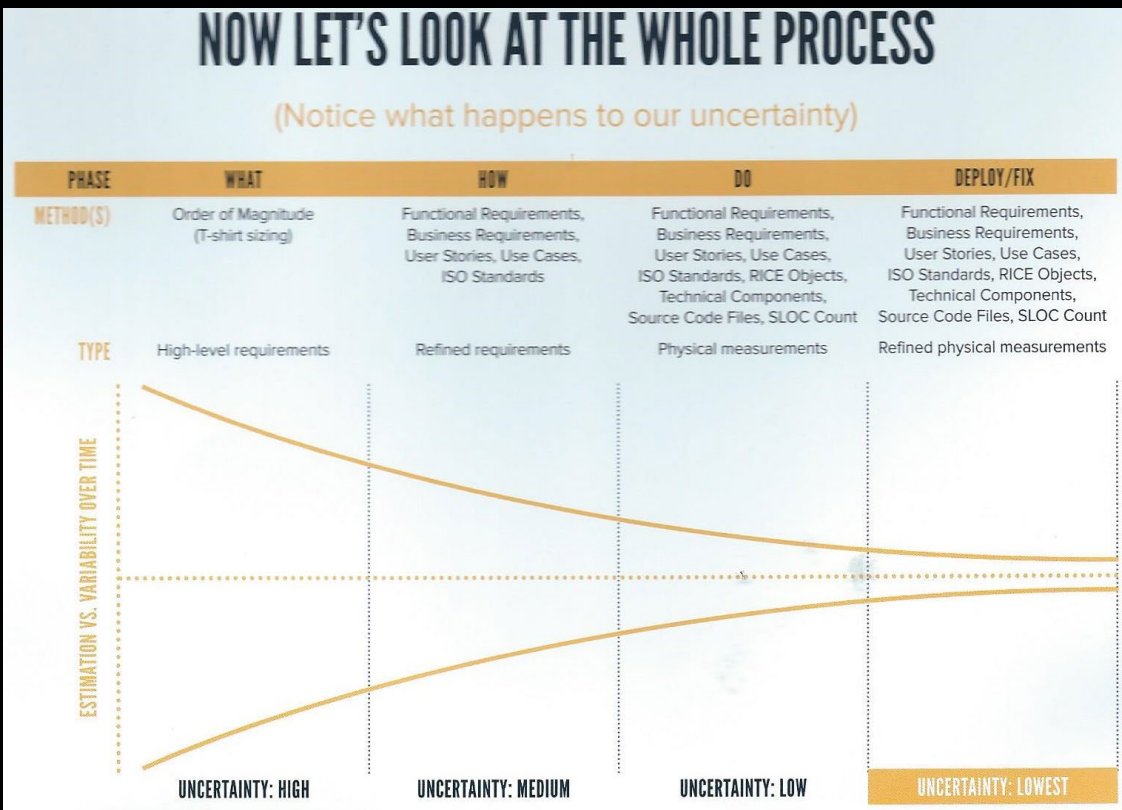 NOW LET'S LOOK AT THE WHOLE PROCESS
(Notice what happens to our uncertainty)
PHASE WHAT HOW DO DEPLOY/FIX
METHOD(S)
Order of Magnitude
(T-shirt sizing)
Functional Requirements,
Business Requirements,
User Stories, Use Cases,
ISO Standards
Functional Requirements,
Business Requirements,
User Stories, Use Cases,
ISO Standards, RICE Objects,
Technical Components,
Source Code Files, SLOC Count
Functional Requirements,
Business Requirements,
User Stories, Use Cases,
ISO Standards, RICE Objects,
Technical Components,
Source Code Files, SLOC Count
TYPE High-level requirements Refined requirements Physical measurements Refined physical measurements
ESTIMATION VS. VARIABILITY OVER TIME
UNCERTAINTY: HIGH UNCERTAINTY: MEDIUM UNCERTAINTY: LOW UNCERTAINTY: LOWEST